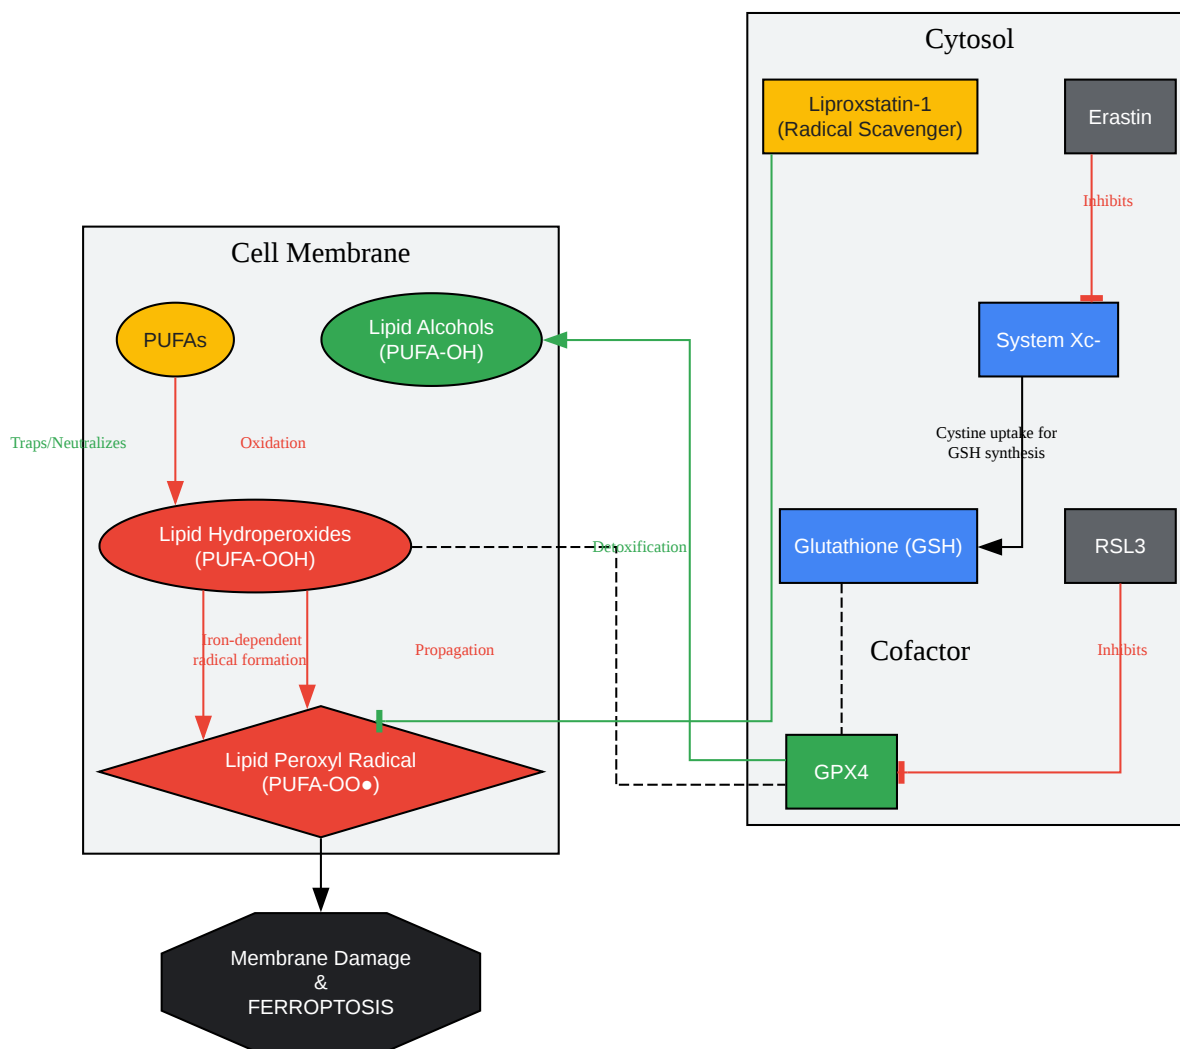 Cytosol
Liproxstatin-1
(Radical Scavenger)
Erastin
Inhibits
Cell Membrane
PUFAs
Lipid Alcohols
(PUFA-OH)
System Xc-
Traps/Neutralizes
Oxidation
Cystine uptake for
GSH synthesis
Lipid Hydroperoxides
(PUFA-OOH)
Detoxification
Glutathione (GSH)
RSL3
Iron-dependent
radical formation
Propagation
Cofactor
Inhibits
Lipid Peroxyl Radical
(PUFA-OO●)
GPX4
Membrane Damage
&
FERROPTOSIS